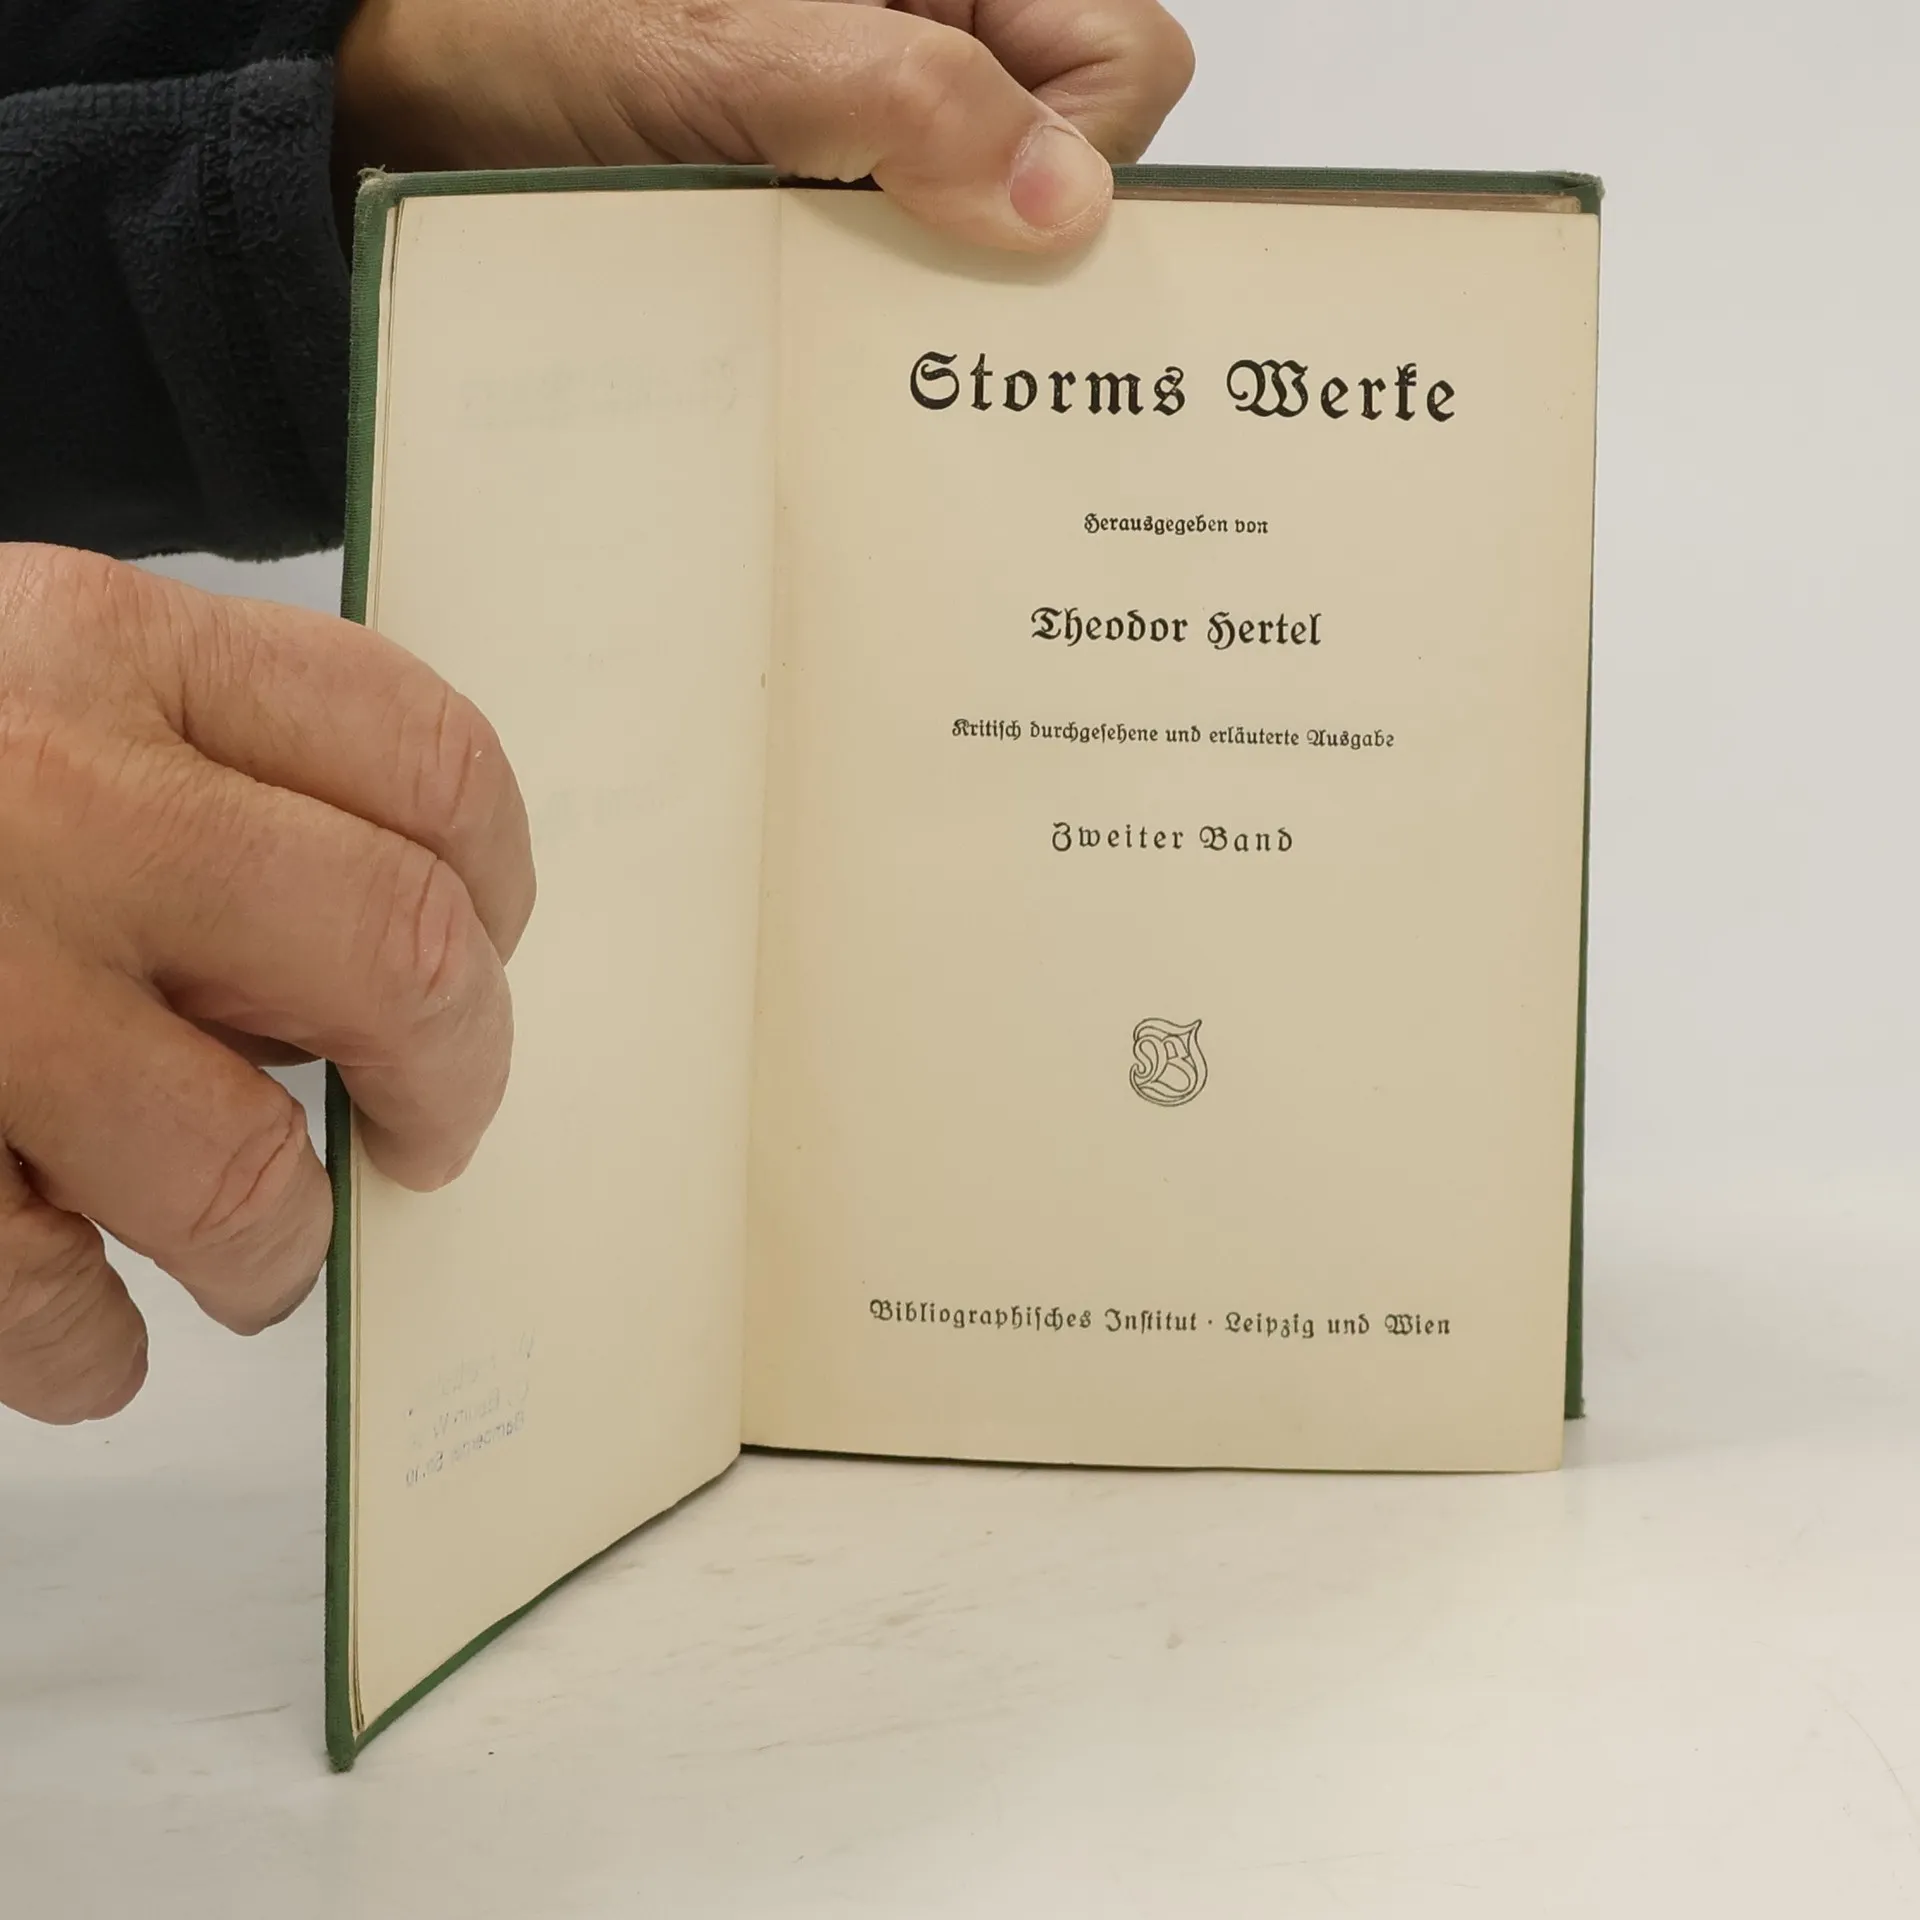 Storms Werke
Herausgegeben von
Theodor Hertel
Kritiſch durchgeſehene und erläuterte Ausgabe
Zweiter Band
Bibliographiſches Inſtitut · Leipzig und Wien